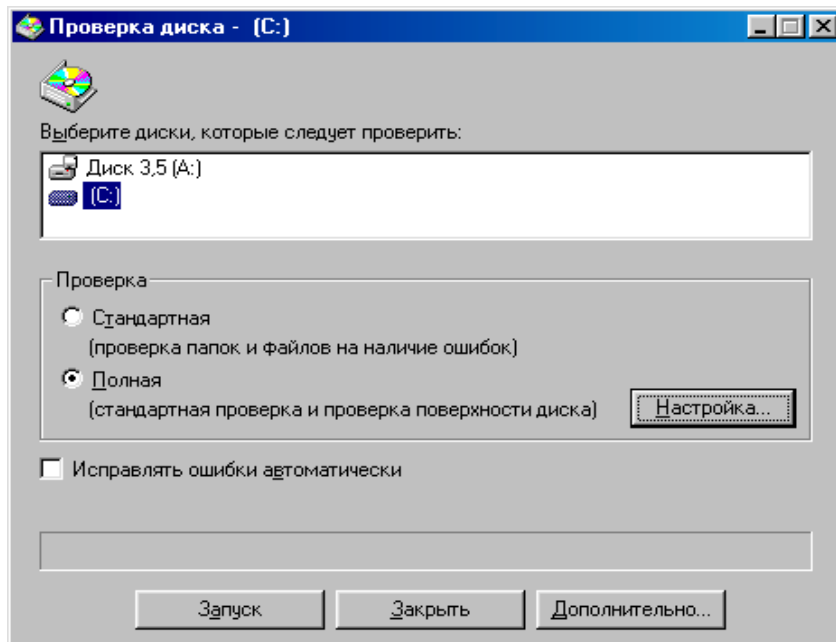 Проверка диска - (C:)
Выберите диски, которые следует проверить:
Диск 3,5 (A:)
(C:)
Проверка
Стандартная
(проверка папок и файлов на наличие ошибок)
Полная
(стандартная проверка и проверка поверхности диска)
Настройка...
Исправлять ошибки автоматически
Запуск
Закрыть
Дополнительно...